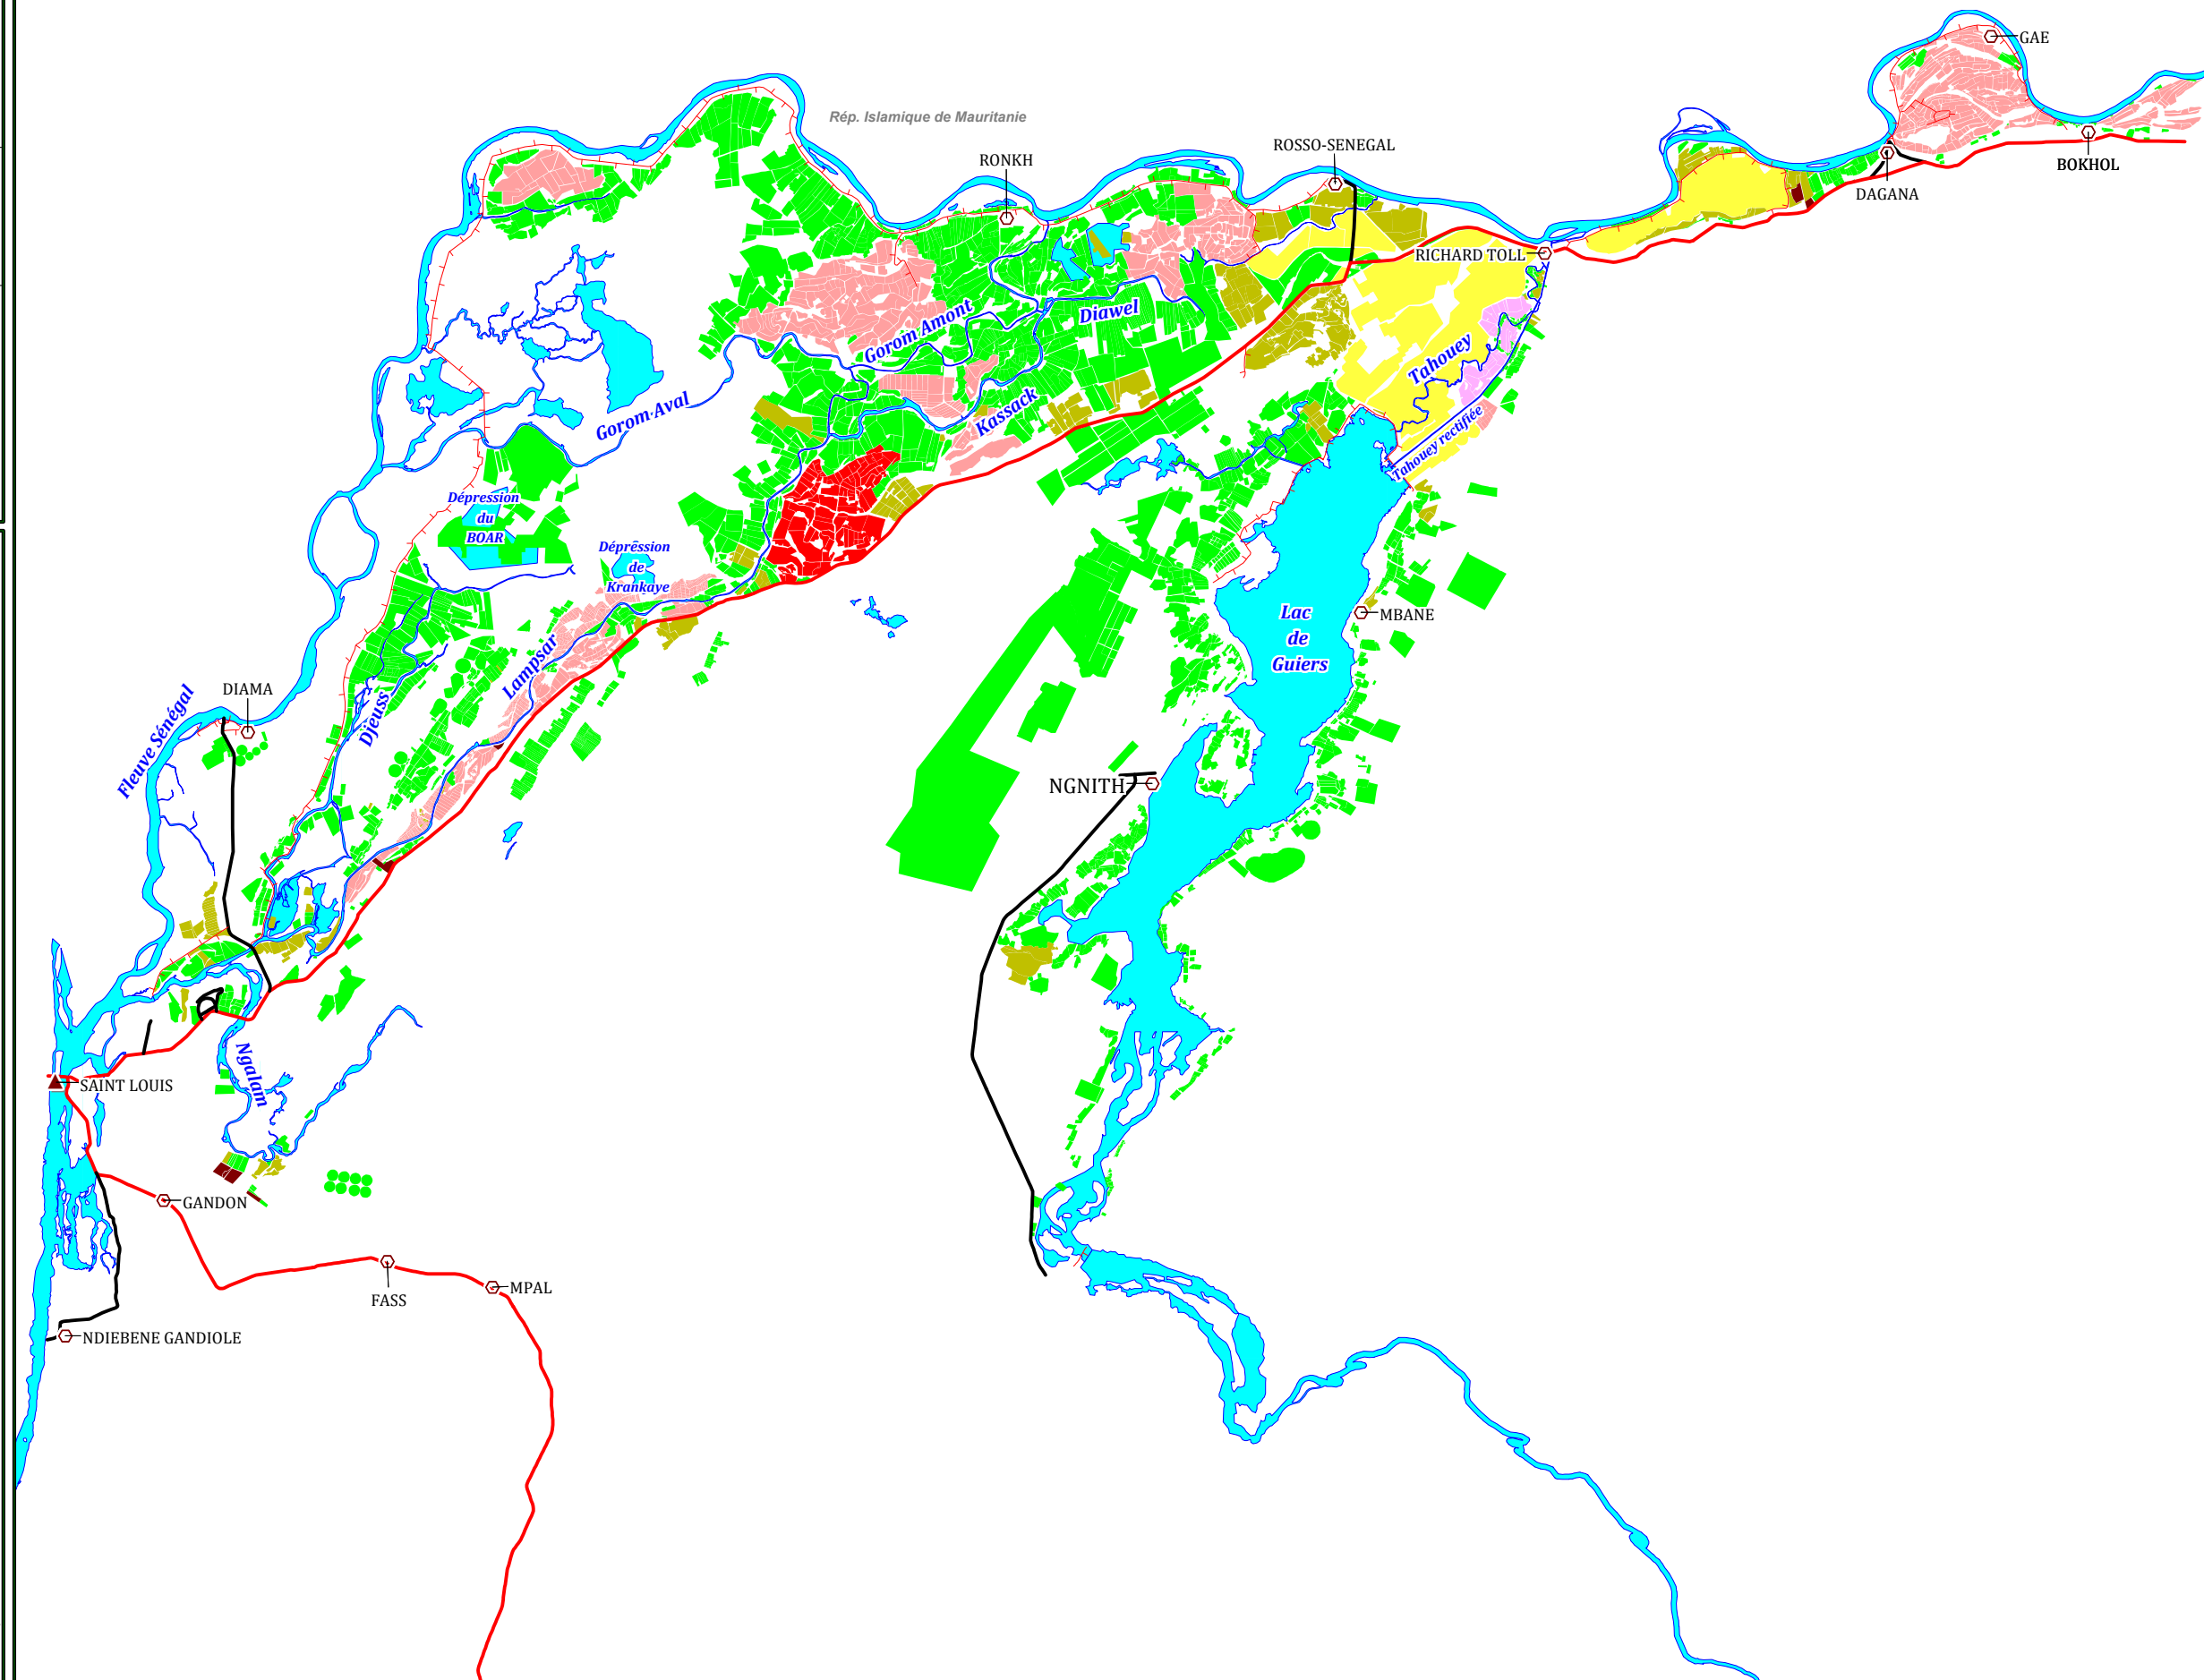 GAE
Rép. Islamique de Mauritanie
BOKHOL
ROSSO-SENEGAL
RONKH
DAGANA
RICHARD TOLL
Diawel
Gorom Amont
Tahouey
Gorom Aval
Kassack
Tahouey rectifiée
Dépression
du
BOAR
Dépression
de
Krankaye
Lac
de
Guiers
MBANE
Lampsar
DIAMA
Djeuss
Fleuve Sénégal
NGNITH
Ngalam
SAINT LOUIS
GANDON
FASS
MPAL
NDIEBENE GANDIOLE